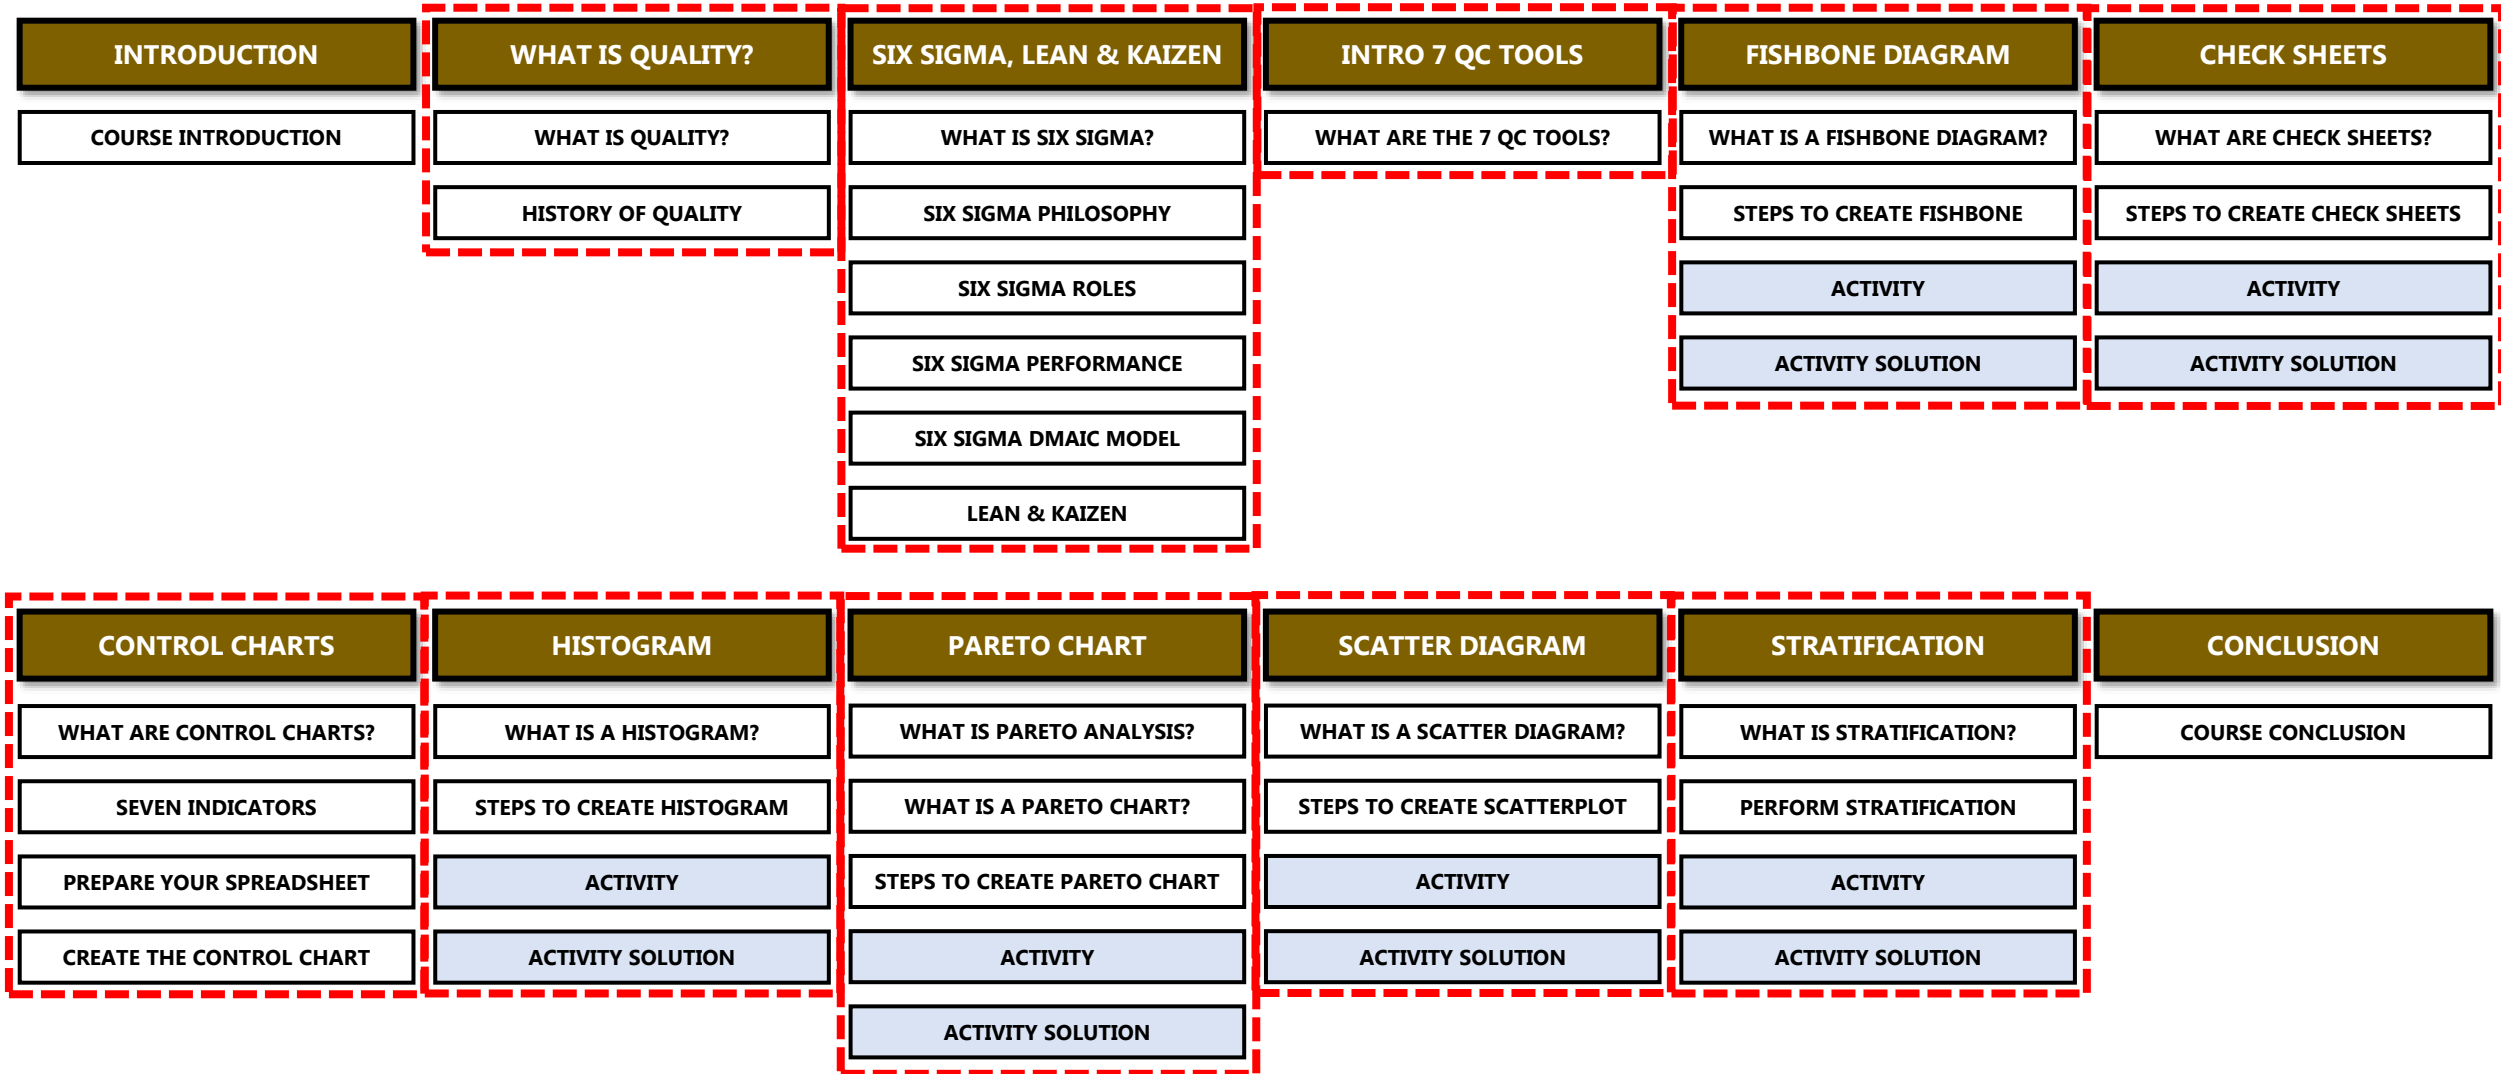 INTRODUCTION
COURSE INTRODUCTION
WHAT IS QUALITY?
WHAT IS QUALITY?
HISTORY OF QUALITY
SIX SIGMA, LEAN & KAIZEN
WHAT IS SIX SIGMA?
SIX SIGMA PHILOSOPHY
SIX SIGMA ROLES
SIX SIGMA PERFORMANCE
SIX SIGMA DMAIC MODEL
LEAN & KAIZEN
INTRO 7 QC TOOLS
WHAT ARE THE 7 QC TOOLS?
FISHBONE DIAGRAM
WHAT IS A FISHBONE DIAGRAM?
STEPS TO CREATE FISHBONE
ACTIVITY
ACTIVITY SOLUTION
CHECK SHEETS
WHAT ARE CHECK SHEETS?
STEPS TO CREATE CHECK SHEETS
ACTIVITY
ACTIVITY SOLUTION
CONTROL CHARTS
WHAT ARE CONTROL CHARTS?
SEVEN INDICATORS
PREPARE YOUR SPREADSHEET
CREATE THE CONTROL CHART
HISTOGRAM
WHAT IS A HISTOGRAM?
STEPS TO CREATE HISTOGRAM
ACTIVITY
ACTIVITY SOLUTION
PARETO CHART
WHAT IS PARETO ANALYSIS?
WHAT IS A PARETO CHART?
STEPS TO CREATE PARETO CHART
ACTIVITY
ACTIVITY SOLUTION
SCATTER DIAGRAM
WHAT IS A SCATTER DIAGRAM?
STEPS TO CREATE SCATTERPLOT
ACTIVITY
ACTIVITY SOLUTION
STRATIFICATION
WHAT IS STRATIFICATION?
PERFORM STRATIFICATION
ACTIVITY
ACTIVITY SOLUTION
CONCLUSION
COURSE CONCLUSION